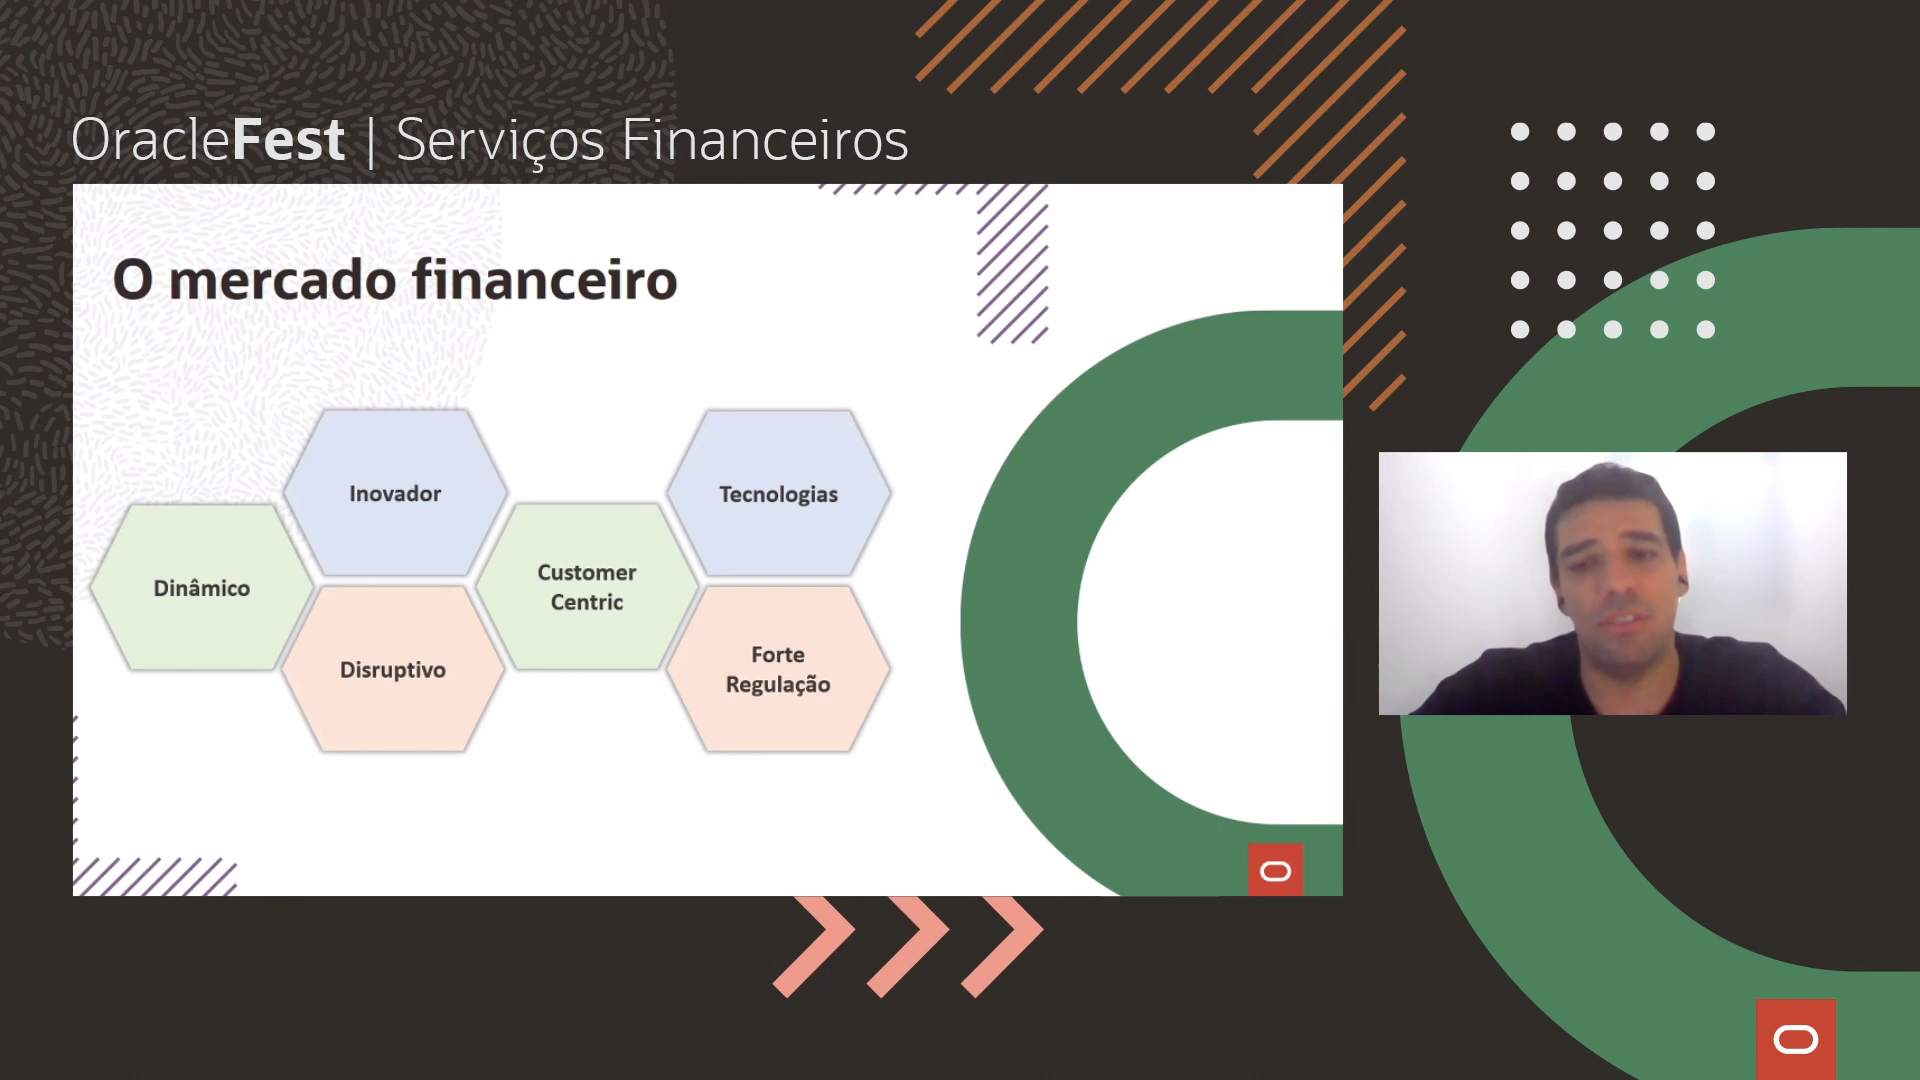 OracleFest | Serviços Financeiros
O mercado financeiro
Inovador
Tecnologias
Dinâmico
Customer
Centric
Disruptivo
Forte
Regulação